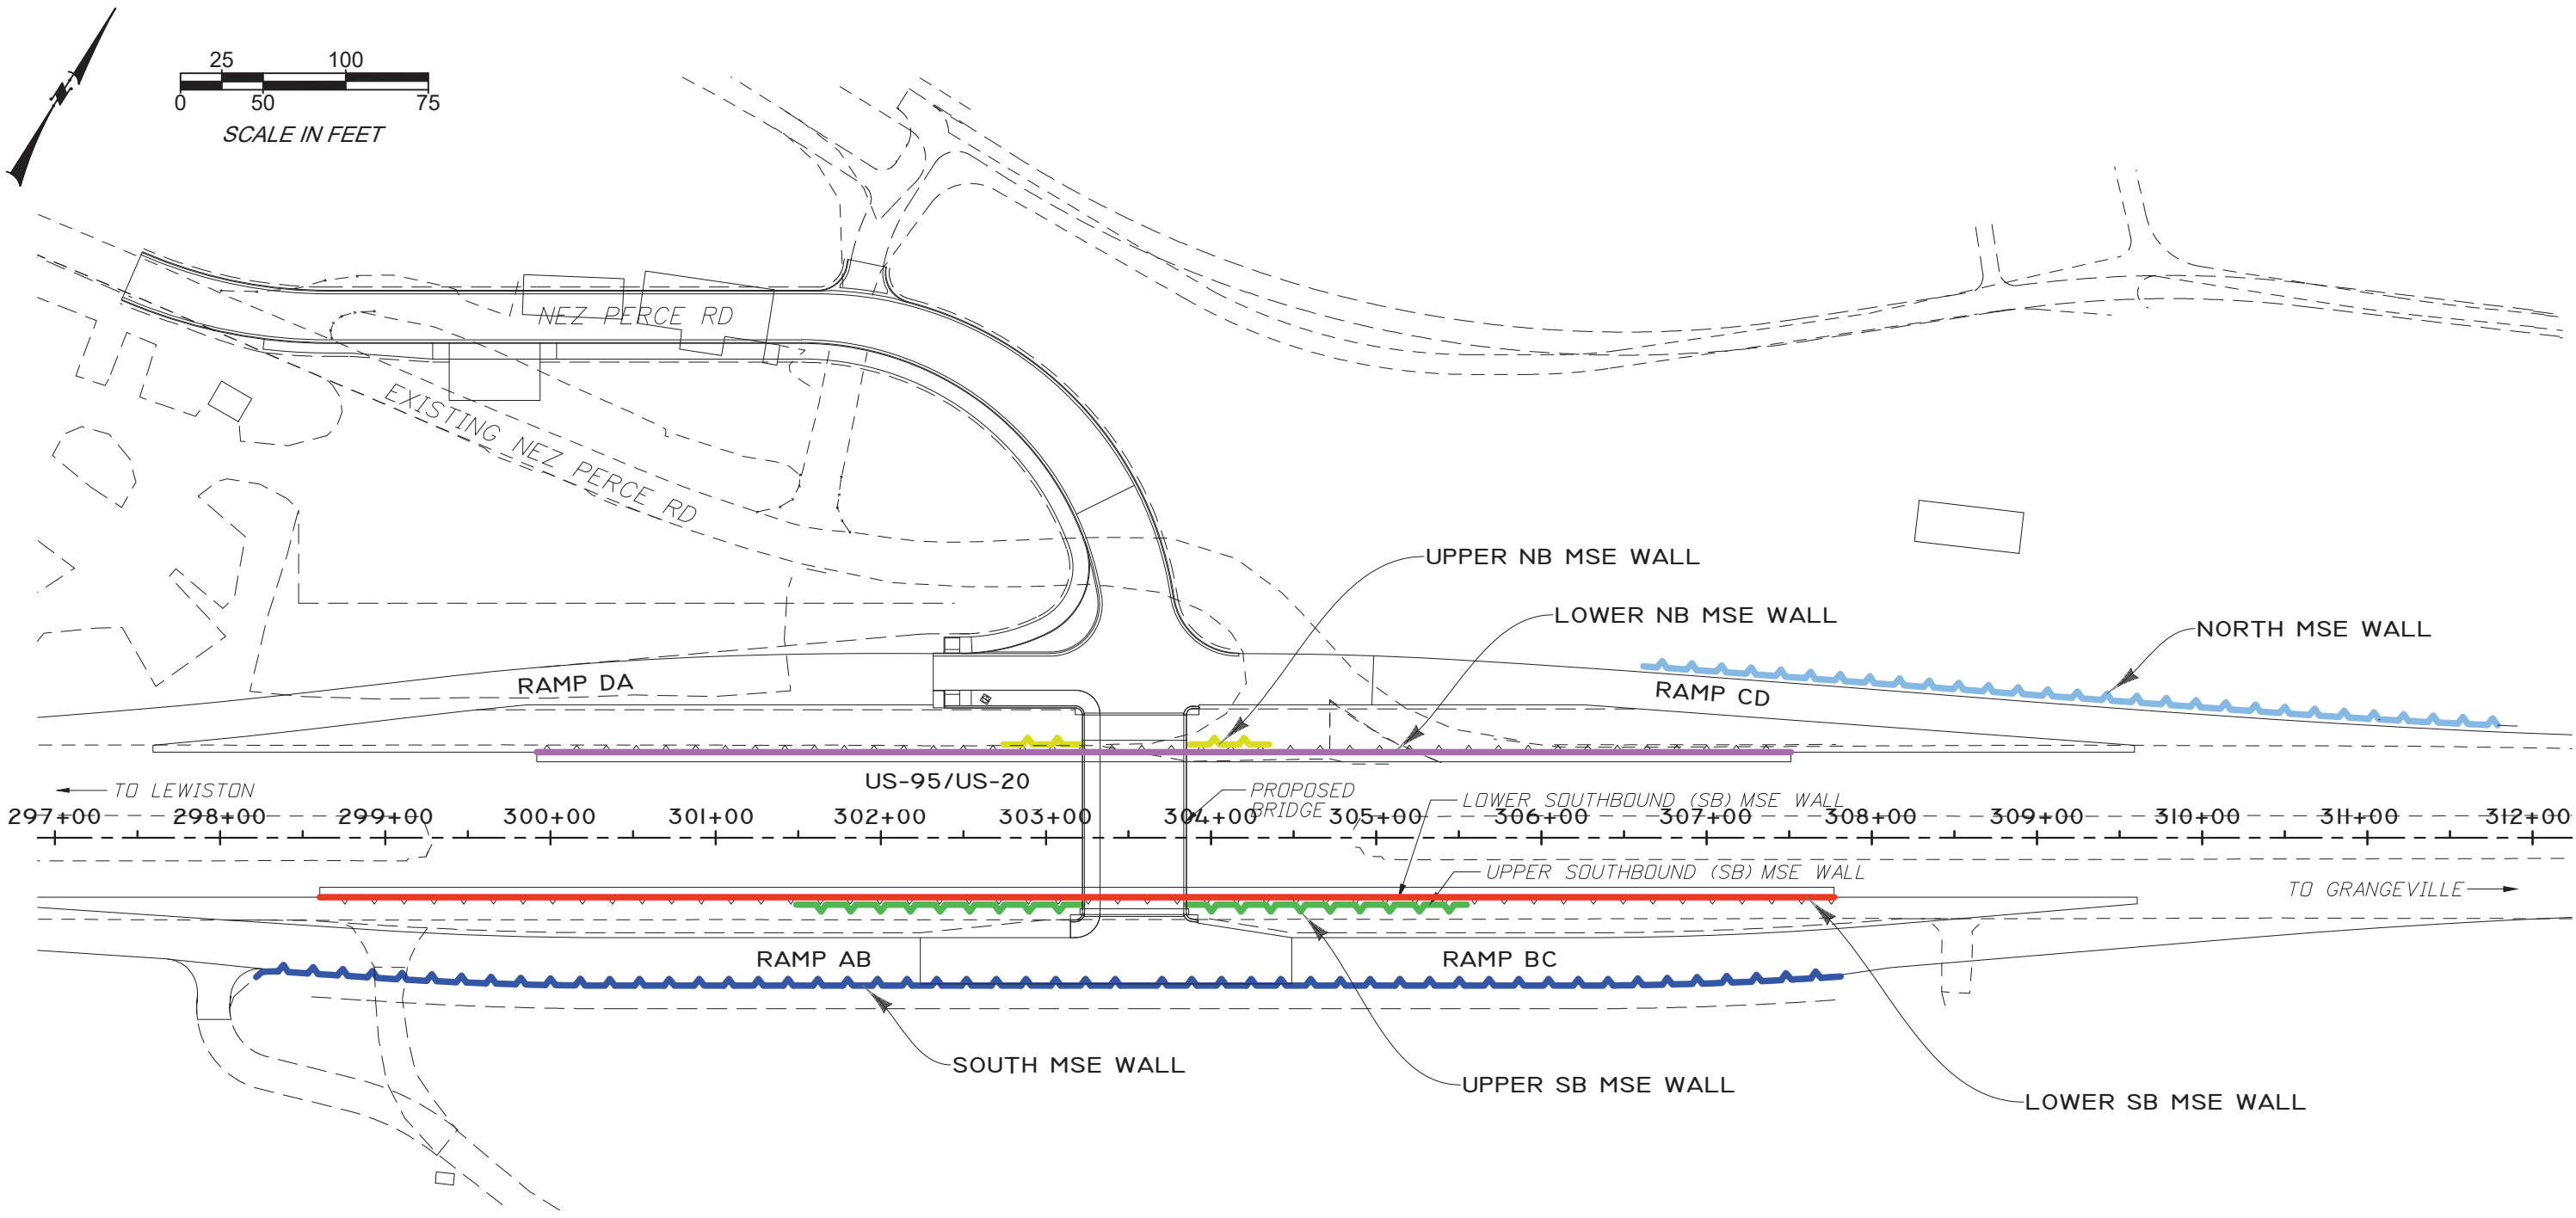 25 100
0 50 75
SCALE IN FEET
NEZ PERCE RD
EXISTING NEZ PERCE RD
UPPER NB MSE WALL
LOWER NB MSE WALL
NORTH MSE WALL
RAMP DA
RAMP CD
US-95/US-20
TO LEWISTON
PROPOSED
BRIDGE
LOWER SOUTHBOUND (SB) MSE WALL
297+00 298+00 299+00 300+00 301+00 302+00 303+00 304+00 305+00 306+00 307+00 308+00 309+00 310+00 311+00 312+00
UPPER SOUTHBOUND (SB) MSE WALL
TO GRANGEVILLE
RAMP AB
RAMP BC
SOUTH MSE WALL
UPPER SB MSE WALL
LOWER SB MSE WALL